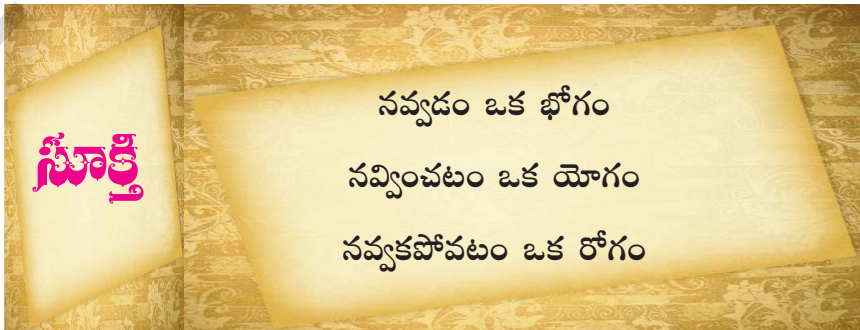 సూక్తి
నవ్వడం ఒక భోగం
నవ్వించటం ఒక యోగం
నవ్వకపోవటం ఒక రోగం